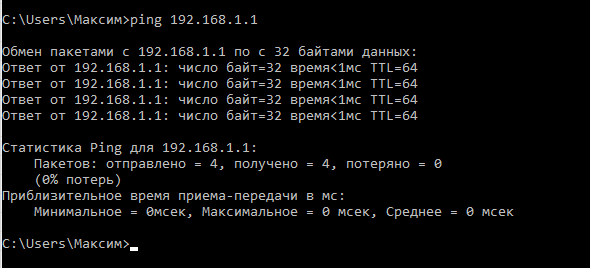 C:\Users\Максим>ping 192.168.1.1
Обмен пакетами с 192.168.1.1 по с 32 байтами данных:
Ответ от 192.168.1.1: число байт=32 время<1мс TTL=64
Ответ от 192.168.1.1: число байт=32 время<1мс TTL=64
Ответ от 192.168.1.1: число байт=32 время<1мс TTL=64
Ответ от 192.168.1.1: число байт=32 время<1мс TTL=64
Статистика Ping для 192.168.1.1:
Пакетов: отправлено = 4, получено = 4, потеряно = 0
(0% потерь)
Приблизительное время приема-передачи в мс:
Минимальное = 0мсек, Максимальное = 0 мсек, Среднее = 0 мсек
C:\Users\Максим>